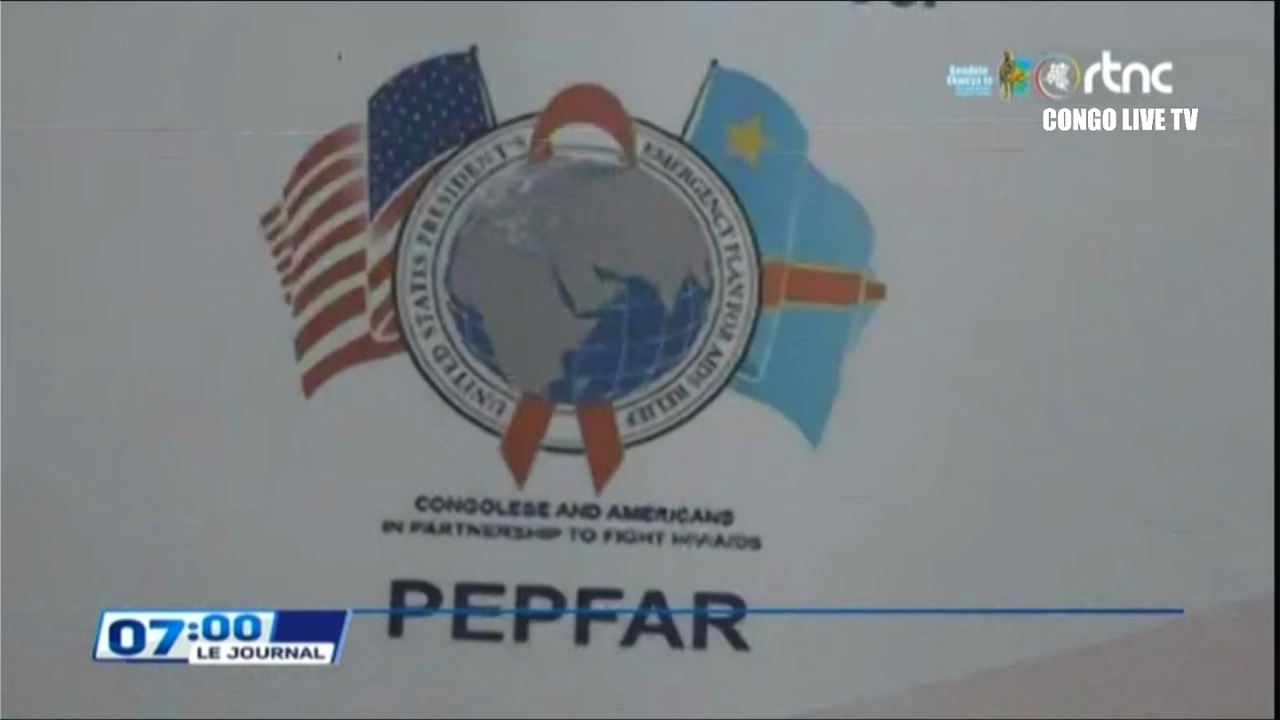 rtnc
CONGO LIVE TV
UNITED STATES PRESIDENT'S EMERGENCY PLAN FOR AIDS RELIEF
CONGOLESE AND AMERICANS
IN PARTNERSHIP TO FIGHT HIV/AIDS
PEPFAR
07:00
LE JOURNAL